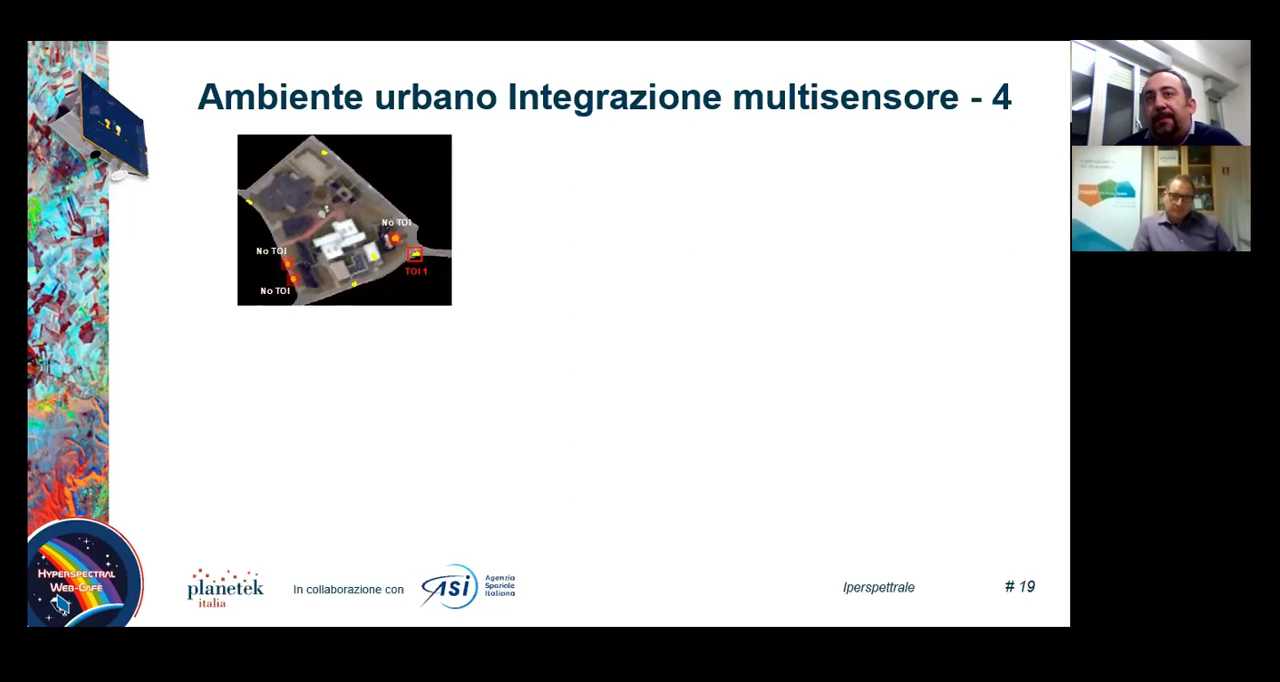 Ambiente urbano Integrazione multisensore - 4
No TOI
No TOI
TOI 1
No TOI
HYPERSPECTRAL
WEB-CAFÈ
planetek
italia
In collaborazione con
ASI
Agenzia
Spaziale
Italiana
Iperspettrale
# 19